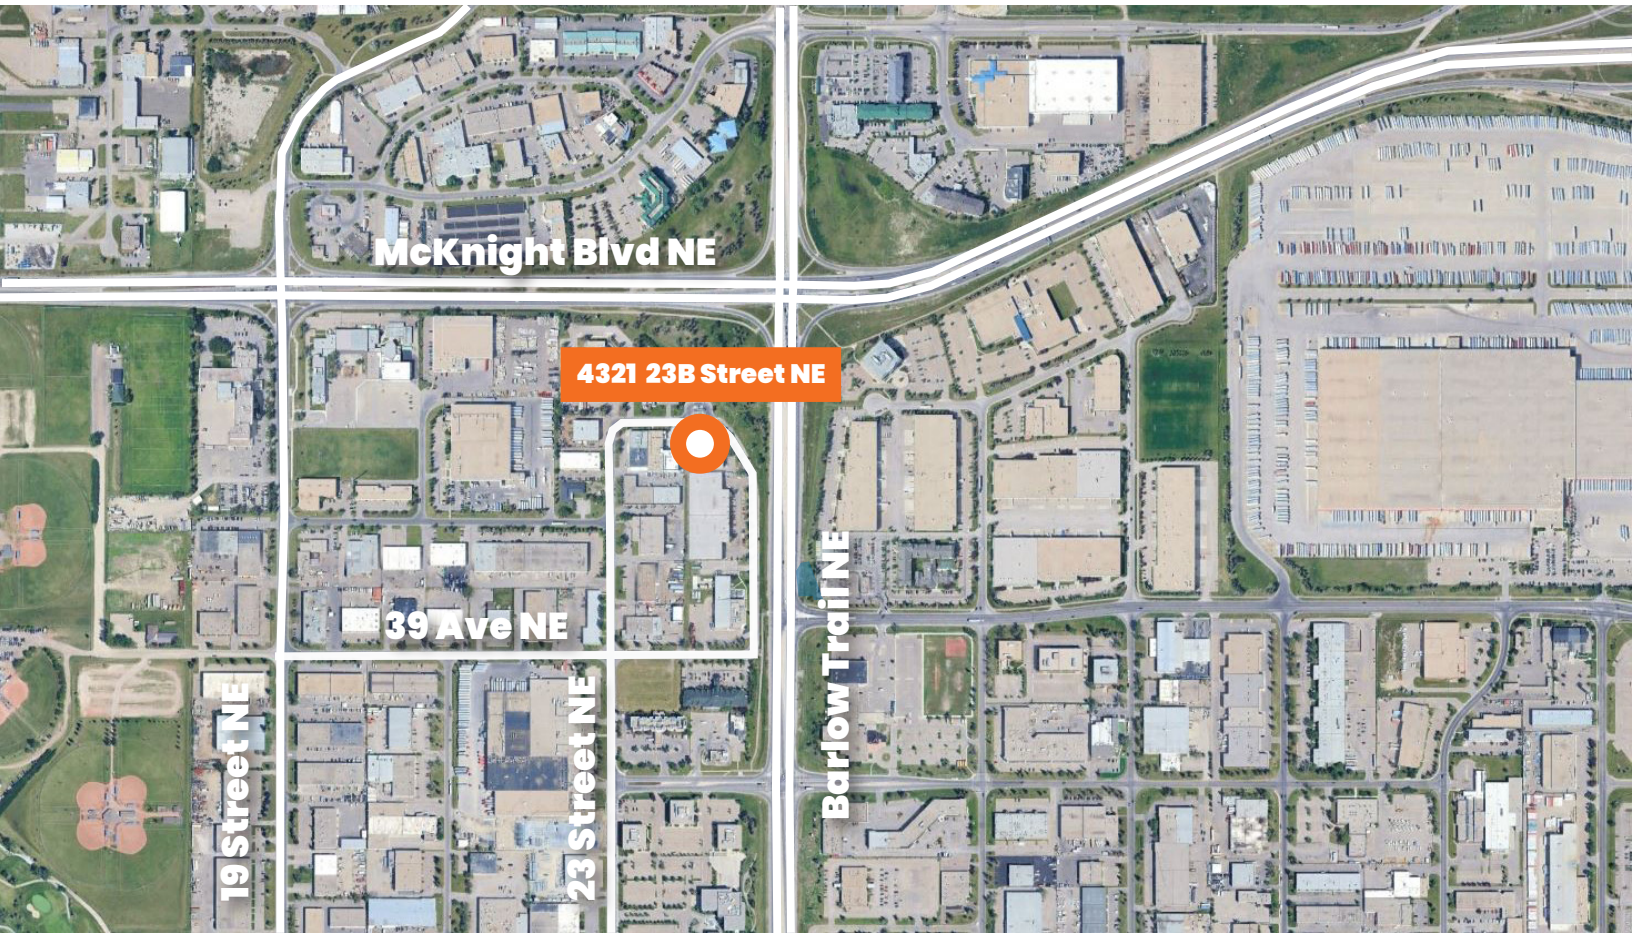 McKnight Blvd NE
4321 23B Street NE
39 Ave NE
Barlow Trail NE
19 Street NE
23 Street NE